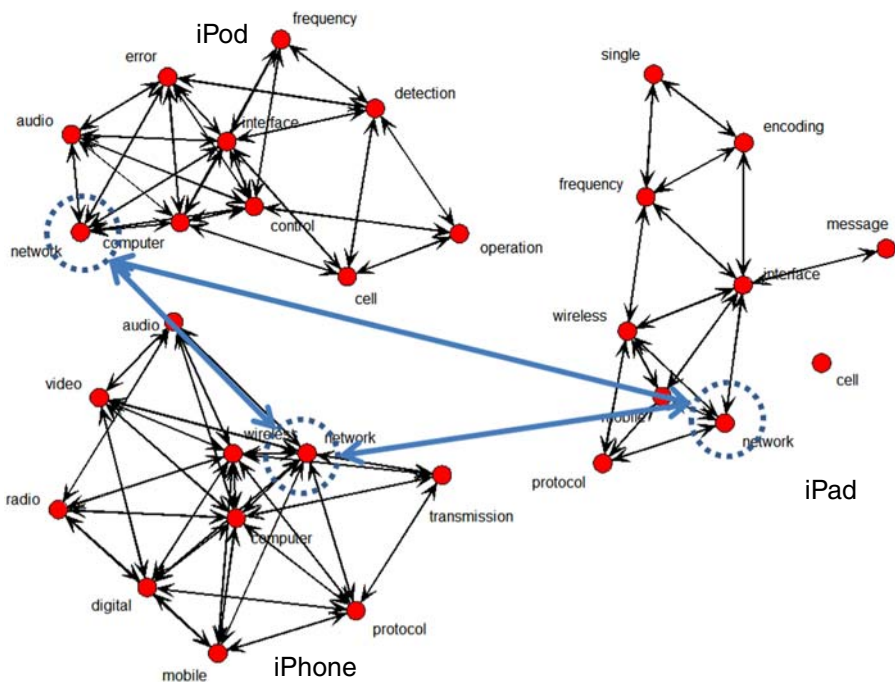 iPod
frequency
error
detection
audio
interface
network
computer
control
operation
cell
single
encoding
frequency
message
interface
wireless
cell
mobile
network
protocol
iPad
audio
video
wireless
network
radio
transmission
computer
digital
protocol
mobile
iPhone